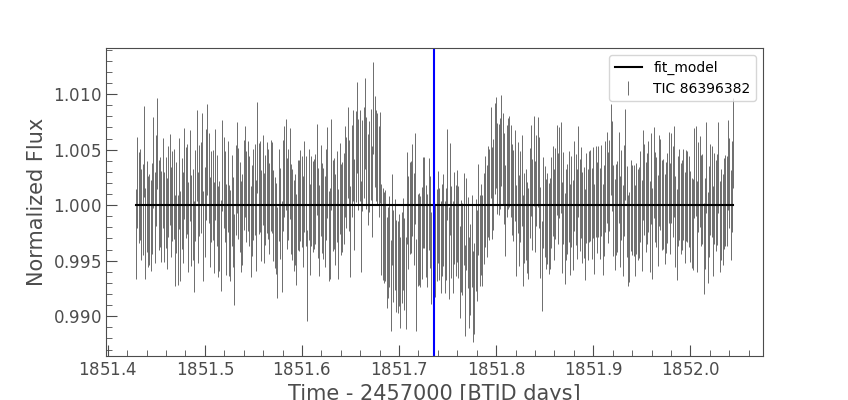 fit_model
TIC 86396382
Normalized Flux
1.010
1.005
1.000
0.995
0.990
1851.4 1851.5 1851.6 1851.7 1851.8 1851.9 1852.0
Time - 2457000 [BTJD days]